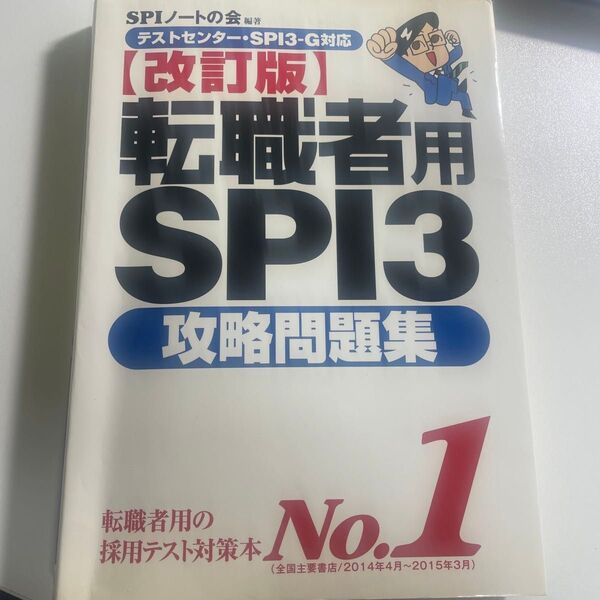 SPIノートの会 編著
テストセンター・SPI3-G対応
【改訂版】
転職者用
SPI3
攻略問題集
転職者用の
採用テスト対策本
No.1
(全国主要書店/2014年4月〜2015年3月)